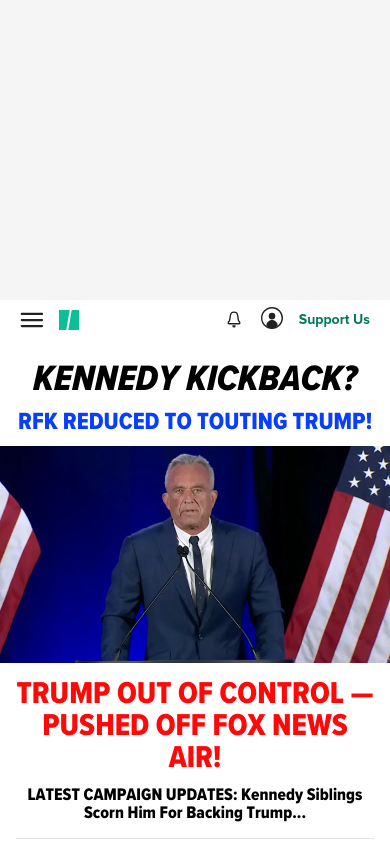 Support Us
KENNEDY KICKBACK?
RFK REDUCED TO TOUTING TRUMP!
TRUMP OUT OF CONTROL —
PUSHED OFF FOX NEWS
AIR!
LATEST CAMPAIGN UPDATES: Kennedy Siblings
Scorn Him For Backing Trump...